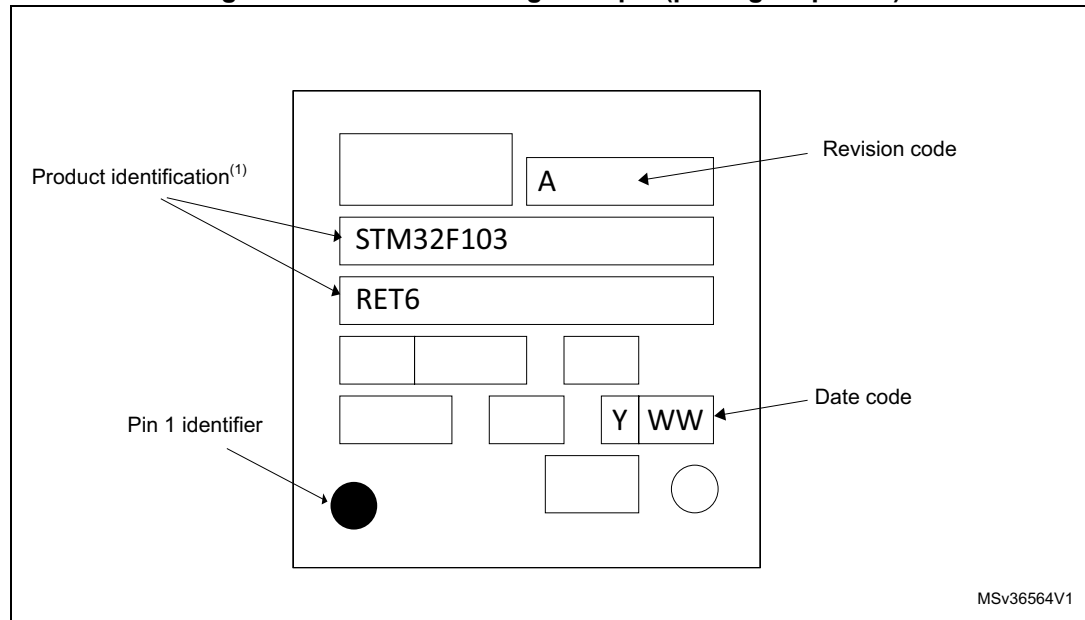 Revision code
A
Product identification(1)
STM32F103
RET6
Date code
Y WW
Pin 1 identifier
MSv36564V1